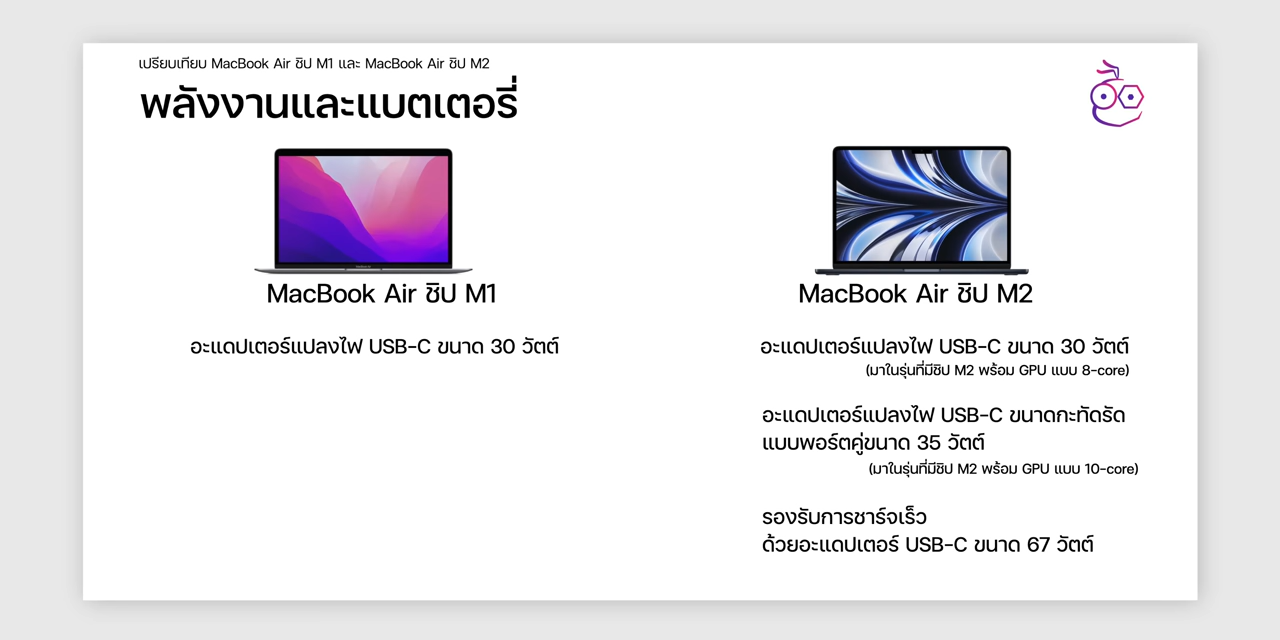 เปรียบเทียบ MacBook Air ชิป M1 และ MacBook Air ชิป M2
พลังงานและแบตเตอรี่
MacBook Air ชิป M1
อะแดปเตอร์แปลงไฟ USB-C ขนาด 30 วัตต์
MacBook Air ชิป M2
อะแดปเตอร์แปลงไฟ USB-C ขนาด 30 วัตต์
(มาในรุ่นที่มีชิป M2 พร้อม GPU แบบ 8-core)
อะแดปเตอร์แปลงไฟ USB-C ขนาดกะทัดรัด
แบบพอร์ตคู่ขนาด 35 วัตต์
(มาในรุ่นที่มีชิป M2 พร้อม GPU แบบ 10-core)
รองรับการชาร์จเร็ว
ด้วยอะแดปเตอร์ USB-C ขนาด 67 วัตต์